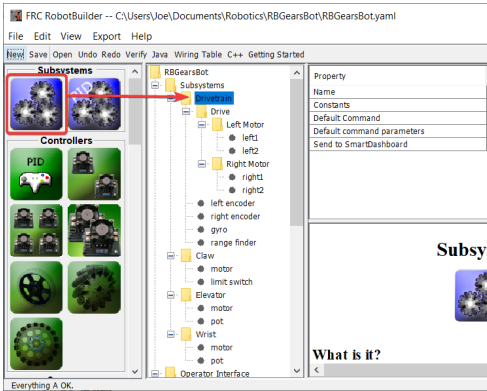 FRC RobotBuilder -- C:\Users\Joe\Documents\Robotics\RBGearsBot\RBGearsBot.yaml
File Edit View Export Help
New Save Open Undo Redo Verify Java Wiring Table C++ Getting Started
Subsystems
PID
Controllers
PID
RBGearsBot
Subsystems
Drivetrain
Drive
Left Motor
left1
left2
Right Motor
right1
right2
left encoder
right encoder
gyro
range finder
Claw
motor
limit switch
Elevator
motor
pot
Wrist
motor
pot
Operator Interface
Property
Name
Constants
Default Command
Default command parameters
Send to SmartDashboard
Subsy
What is it?
Everything A OK.